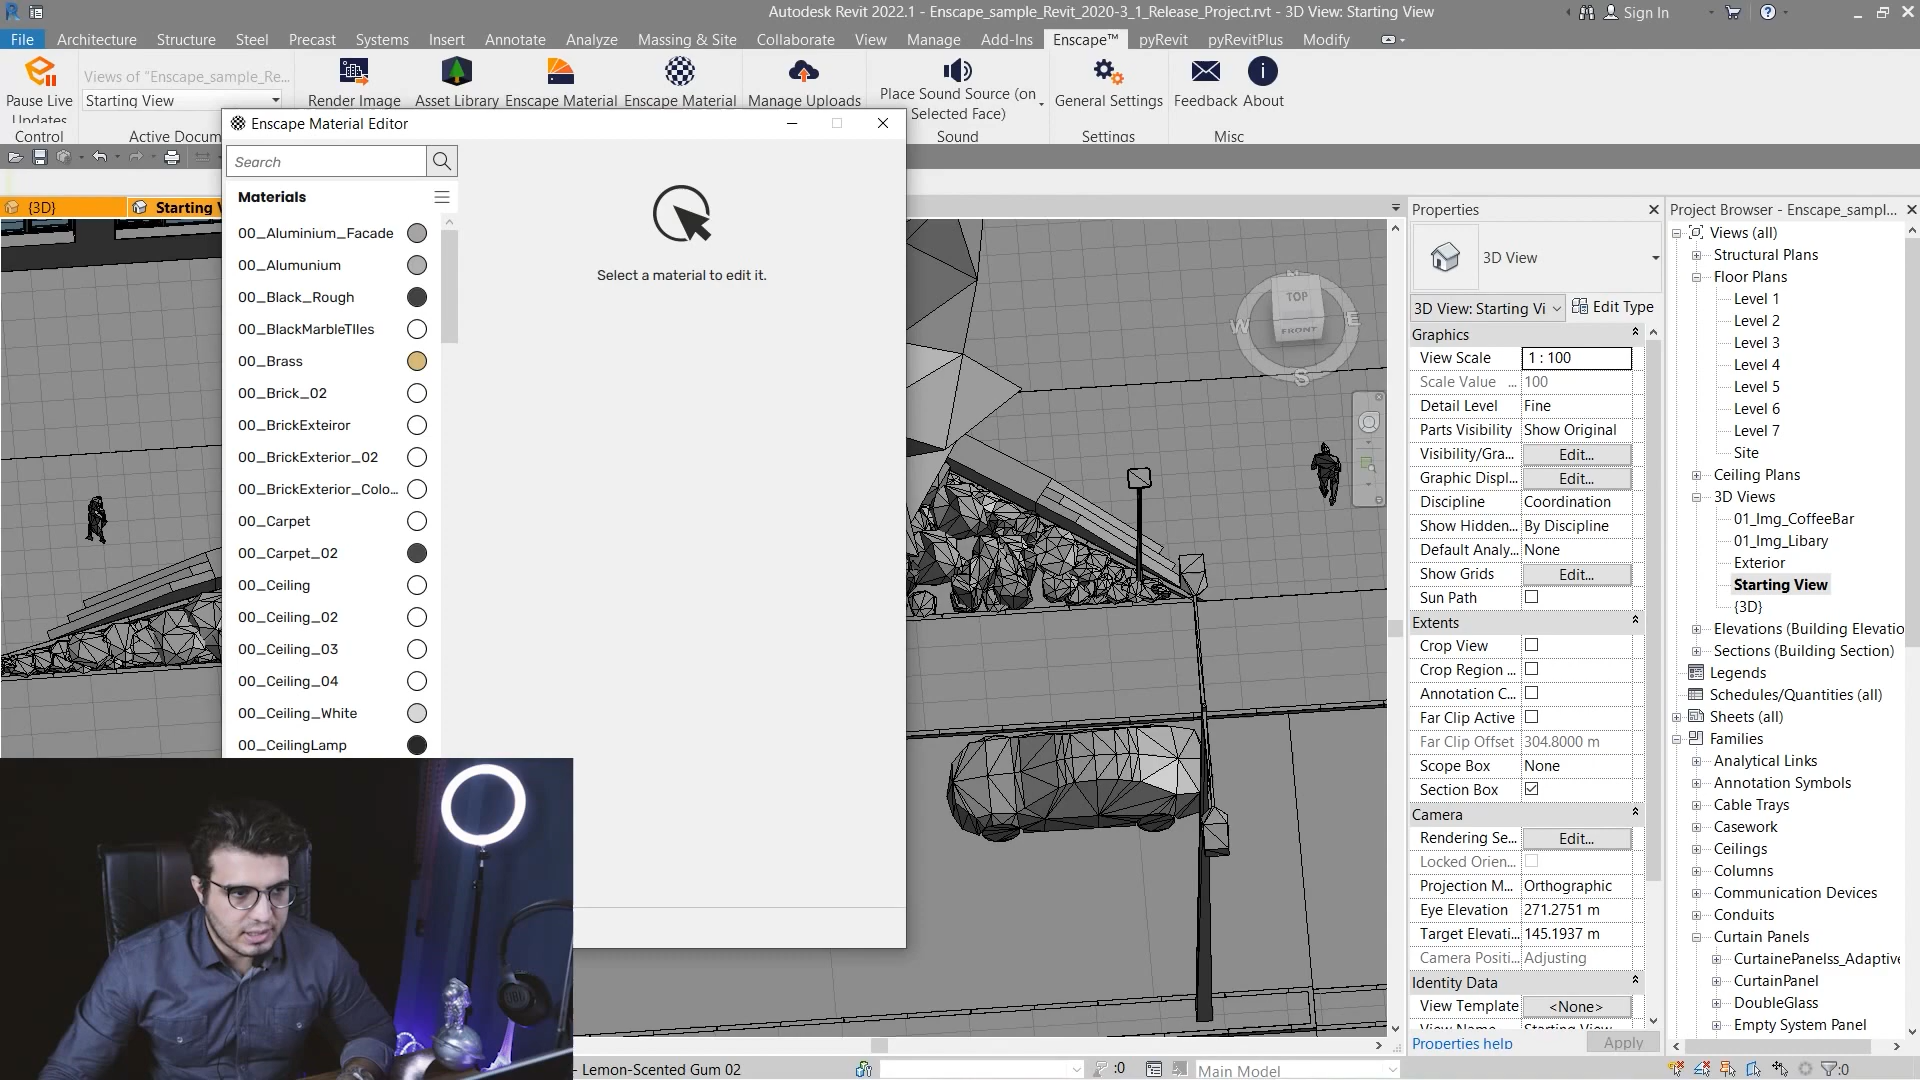 Autodesk Revit 2022.1 - Enscape_sample_Revit_2020-3_1_Release_Project.rvt - 3D View: Starting View
Sign In
File Architecture Structure Steel Precast Systems Insert Annotate Analyze Massing & Site Collaborate View Manage Add-Ins Enscape™ pyRevit pyRevitPlus Modify
Views of "Enscape_sample_Re...
Starting View
Pause Live
Updates
Render Image
Asset Library
Enscape Material
Enscape Material
Manage Uploads
Place Sound Source (on
Selected Face)
General Settings
Feedback
About
Control
Active Docum
Sound
Settings
Misc
Enscape Material Editor
Search
Materials
00_Aluminium_Facade
00_Alumunium
00_Black_Rough
00_BlackMarbleTIles
00_Brass
00_Brick_02
00_BrickExteiror
00_BrickExterior_02
00_BrickExterior_Colo...
00_Carpet
00_Carpet_02
00_Ceiling
00_Ceiling_02
00_Ceiling_03
00_Ceiling_04
00_Ceiling_White
00_CeilingLamp
Select a material to edit it.
{3D}
Starting V
TOP
FRONT
W
E
S
JBL
Properties
3D View
3D View: Starting Vi
Edit Type
Graphics
View Scale 1 : 100
Scale Value ... 100
Detail Level Fine
Parts Visibility Show Original
Visibility/Gra... Edit...
Graphic Displ... Edit...
Discipline Coordination
Show Hidden... By Discipline
Default Analy... None
Show Grids Edit...
Sun Path
Extents
Crop View
Crop Region ...
Annotation C...
Far Clip Active
Far Clip Offset 304.8000 m
Scope Box None
Section Box
Camera
Rendering Se... Edit...
Locked Orien...
Projection M... Orthographic
Eye Elevation 271.2751 m
Target Elevati... 145.1937 m
Camera Positi... Adjusting
Identity Data
View Template <None>
View Name Starting View
Properties help
Apply
Project Browser - Enscape_sampl...
Views (all)
Structural Plans
Floor Plans
Level 1
Level 2
Level 3
Level 4
Level 5
Level 6
Level 7
Site
Ceiling Plans
3D Views
01_Img_CoffeeBar
01_Img_Libary
Exterior
Starting View
{3D}
Elevations (Building Elevatio
Sections (Building Section)
Legends
Schedules/Quantities (all)
Sheets (all)
Families
Analytical Links
Annotation Symbols
Cable Trays
Casework
Ceilings
Columns
Communication Devices
Conduits
Curtain Panels
CurtainePanelss_Adaptive
CurtainPanel
DoubleGlass
Empty System Panel
- Lemon-Scented Gum 02
:0
Main Model
:0